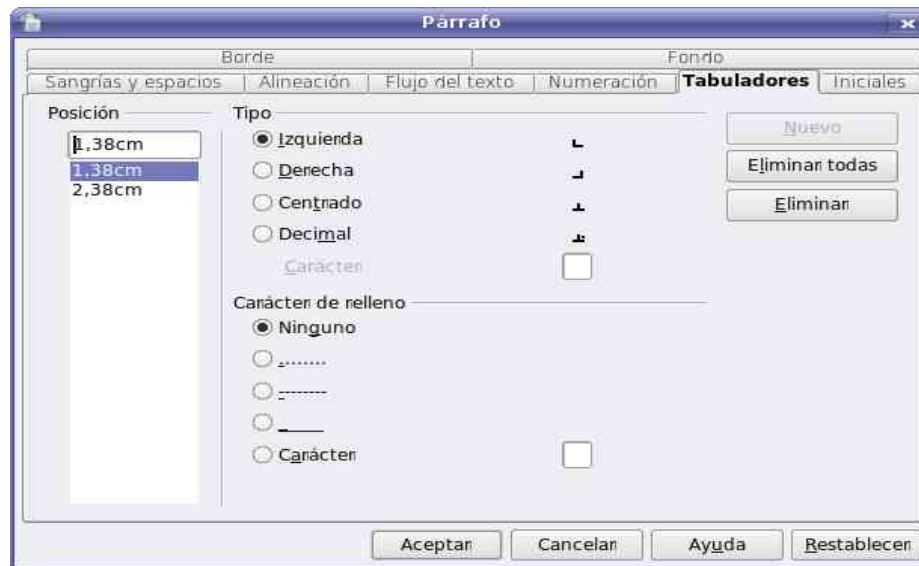 Párrafo
Borde Fondo
Sangrías y espacios Alineación Flujo del texto Numeración Tabuladores Iniciales
Posición
1,38cm
1,38cm
2,38cm
Tipo
Izquierda
Derecha
Centrado
Decimal
Carácter
Carácter de relleno
Ninguno
.......
--------
_____
Carácter
Nuevo
Eliminar todas
Eliminar
Aceptar Cancelar Ayuda Restablecer